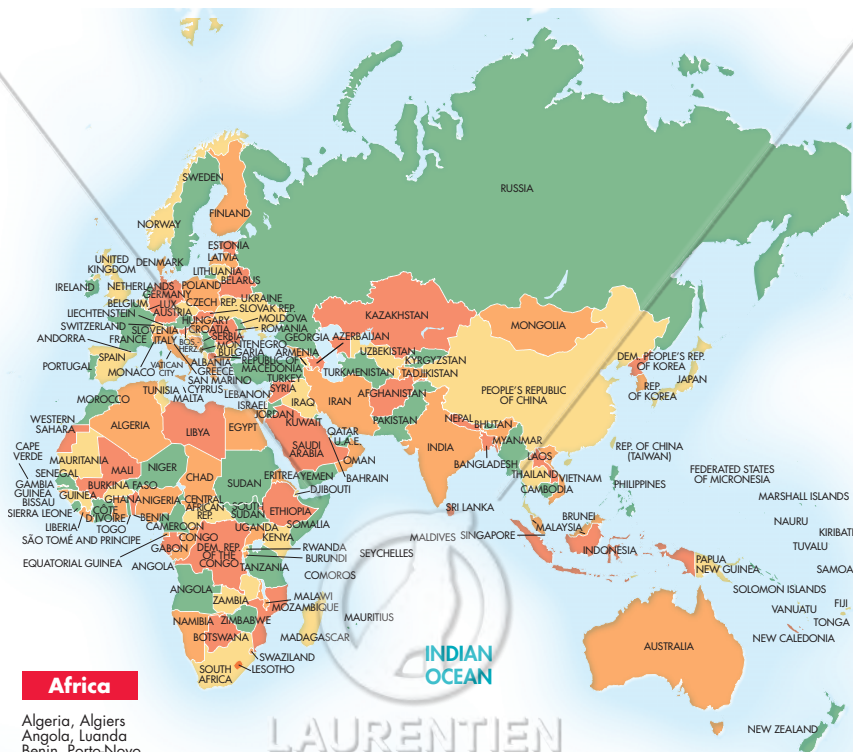 SWEDEN
RUSSIA
FINLAND
NORWAY
ESTONIA
LATVIA
UNITED
KINGDOM
DENMARK
LITHUANIA
IRELAND
NETHERLANDS
POLAND
BELARUS
GERMANY
BELGIUM
LUX.
CZECH REP.
UKRAINE
LIECHTENSTEIN
AUSTRIA
SLOVAK REP.
SWITZERLAND
HUNGARY
MOLDOVA
KAZAKHSTAN
ANDORRA
SLOVENIA
CROATIA
ROMANIA
MONGOLIA
FRANCE
ITALY
BOS.
HERZ.
SERBIA
GEORGIA
AZERBAIJAN
MONTENEGRO
SPAIN
BULGARIA
ARMENIA
UZBEKISTAN
PORTUGAL
MONACO
VATICAN
CITY
ALBANIA
REPUBLIC OF
MACEDONIA
KYRGYZSTAN
DEM. PEOPLE'S REP.
OF KOREA
GREECE
TURKMENISTAN
TADJIKISTAN
SAN MARINO
TURKEY
JAPAN
TUNISIA
CYPRUS
SYRIA
PEOPLE'S REPUBLIC
OF CHINA
REP.
OF KOREA
MALTA
LEBANON
IRAQ
IRAN
AFGHANISTAN
MOROCCO
ISRAEL
JORDAN
KUWAIT
PAKISTAN
NEPAL
BHUTAN
WESTERN
SAHARA
ALGERIA
LIBYA
EGYPT
QATAR
U.A.E.
INDIA
MYANMAR
REP. OF CHINA
(TAIWAN)
CAPE
VERDE
SAUDI
ARABIA
OMAN
LAOS
MAURITANIA
BANGLADESH
MALI
NIGER
BAHRAIN
THAILAND
VIETNAM
FEDERATED STATES
OF MICRONESIA
SENEGAL
CHAD
SUDAN
ERITREA
YEMEN
CAMBODIA
PHILIPPINES
GAMBIA
BURKINA FASO
DJIBOUTI
GUINEA
BISSAU
GUINEA
GHANA
NIGERIA
CENTRAL
AFRICAN
REP.
SOUTH
SUDAN
ETHIOPIA
SRI LANKA
MARSHALL ISLANDS
SIERRA LEONE
CÔTE
D'IVOIRE
BENIN
SOMALIA
BRUNEI
NAURU
LIBERIA
TOGO
CAMEROON
UGANDA
MALAYSIA
KIRIBATI
SÃO TOMÉ AND PRINCIPE
CONGO
KENYA
MALDIVES
SINGAPORE
TUVALU
GABON
DEM. REP.
OF THE
CONGO
RWANDA
SEYCHELLES
INDONESIA
EQUATORIAL GUINEA
BURUNDI
PAPUA
NEW GUINEA
SAMOA
ANGOLA
TANZANIA
COMOROS
SOLOMON ISLANDS
ANGOLA
ZAMBIA
MALAWI
MOZAMBIQUE
FIJI
VANUATU
NAMIBIA
ZIMBABWE
MAURITIUS
TONGA
BOTSWANA
MADAGASCAR
NEW CALEDONIA
SWAZILAND
INDIAN
OCEAN
AUSTRALIA
SOUTH
AFRICA
LESOTHO
Africa
NEW ZEALAND
LAURENTIEN
Algeria, Algiers
Angola, Luanda
Benin, Porto-Novo